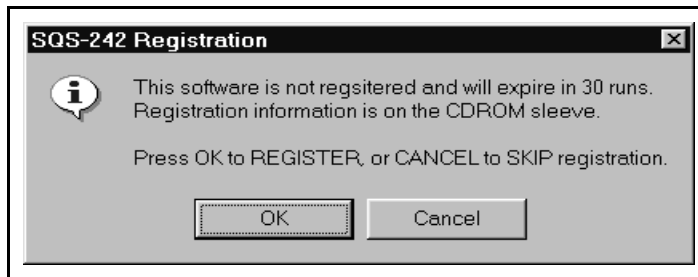 SQS-242 Registration
This software is not regsitered and will expire in 30 runs.
Registration information is on the CDROM sleeve.
Press OK to REGISTER, or CANCEL to SKIP registration.
OK
Cancel